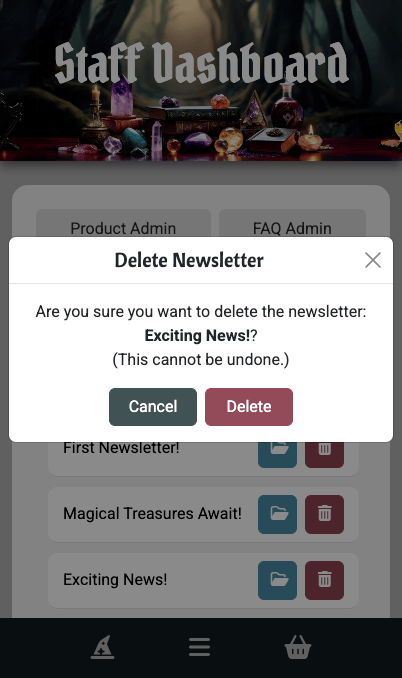 Staff Dashboard
Product Admin
FAQ Admin
Delete Newsletter
Are you sure you want to delete the newsletter:
Exciting News!?
(This cannot be undone.)
Cancel
Delete
First Newsletter!
Magical Treasures Await!
Exciting News!